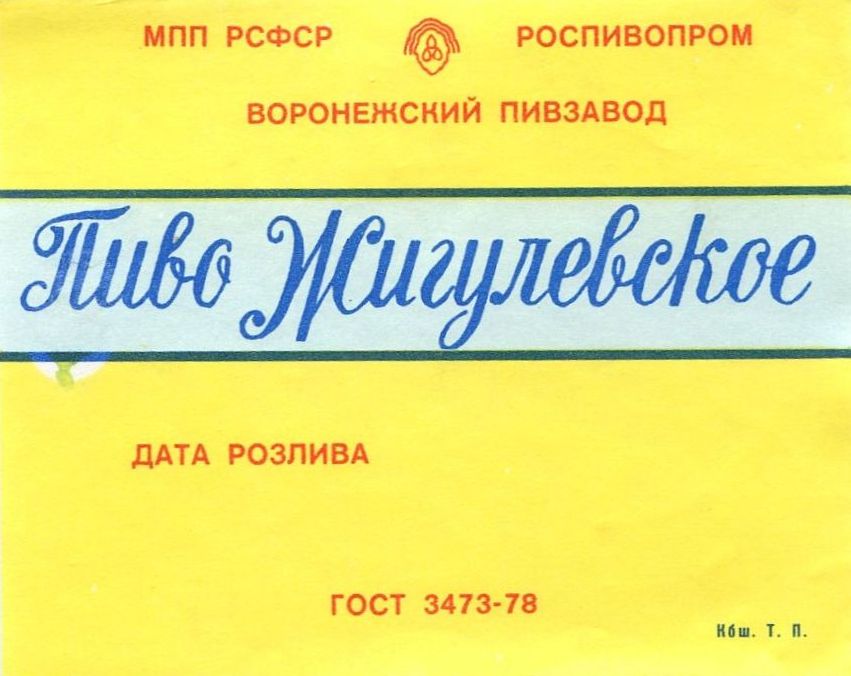 МПП РСФСР РОСПИВОПРОМ
ВОРОНЕЖСКИЙ ПИВЗАВОД
Пиво Жигулевское
ДАТА РОЗЛИВА
ГОСТ 3473-78
Кбш. Т. П.